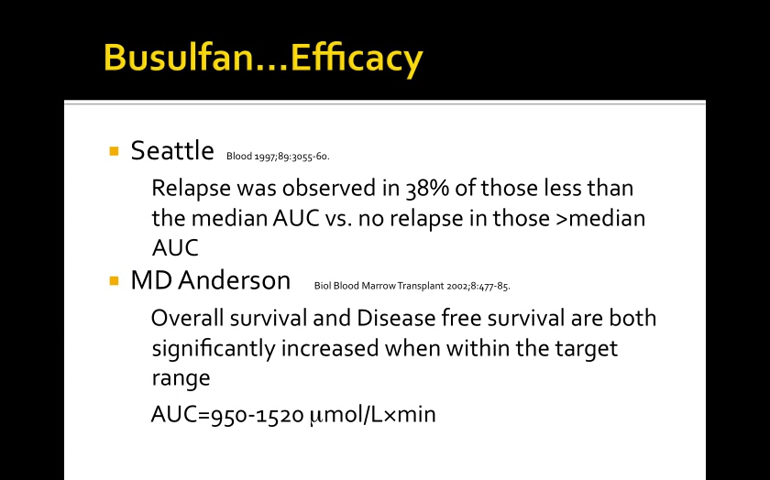 Busulfan...Efficacy
Seattle Blood 1997;89:3055-60.
Relapse was observed in 38% of those less than
the median AUC vs. no relapse in those >median
AUC
MD Anderson Biol Blood Marrow Transplant 2002;8:477-85.
Overall survival and Disease free survival are both
significantly increased when within the target
range
AUC=950-1520 μmol/L×min